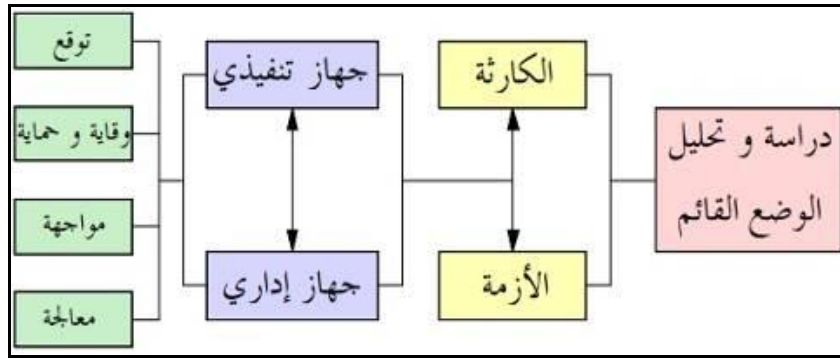 دراسة و تحليل
الوضع القائم
الكارثة
الأزمة
جهاز تنفيذي
جهاز إداري
توقع
وقاية و حماية
مواجهة
معالجة